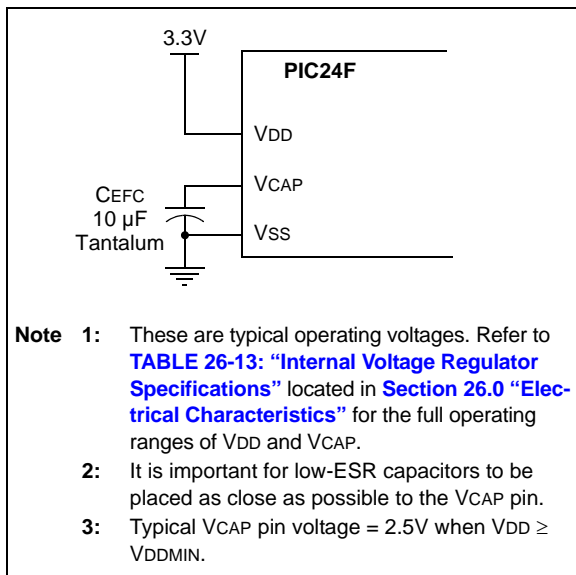 3.3V
PIC24F
VDD
VCAP
CEFC
10 µF
Tantalum
VSS
Note 1: These are typical operating voltages. Refer to
TABLE 26-13: “Internal Voltage Regulator
Specifications” located in Section 26.0 “Elec-
trical Characteristics” for the full operating
ranges of VDD and VCAP.
2: It is important for low-ESR capacitors to be
placed as close as possible to the VCAP pin.
3: Typical VCAP pin voltage = 2.5V when VDD ≥
VDDMIN.